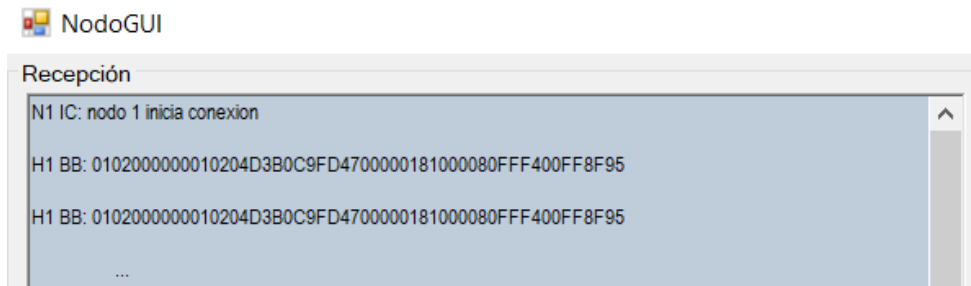 NodoGUI
Recepción
N1 IC: nodo 1 inicia conexion
H1 BB: 0102000000010204D3B0C9FD4700000181000080FFF400FF8F95
H1 BB: 0102000000010204D3B0C9FD4700000181000080FFF400FF8F95
...